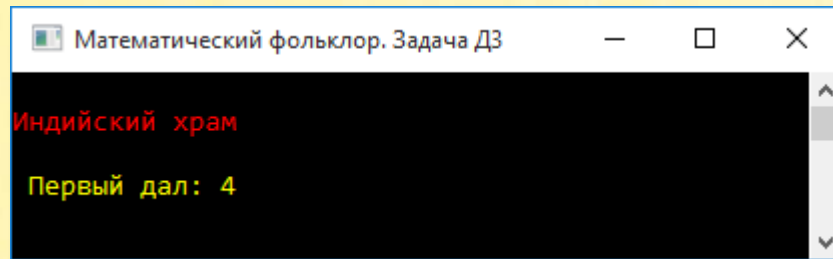 Математический фольклор. Задача Д3
Индийский храм
Первый дал: 4